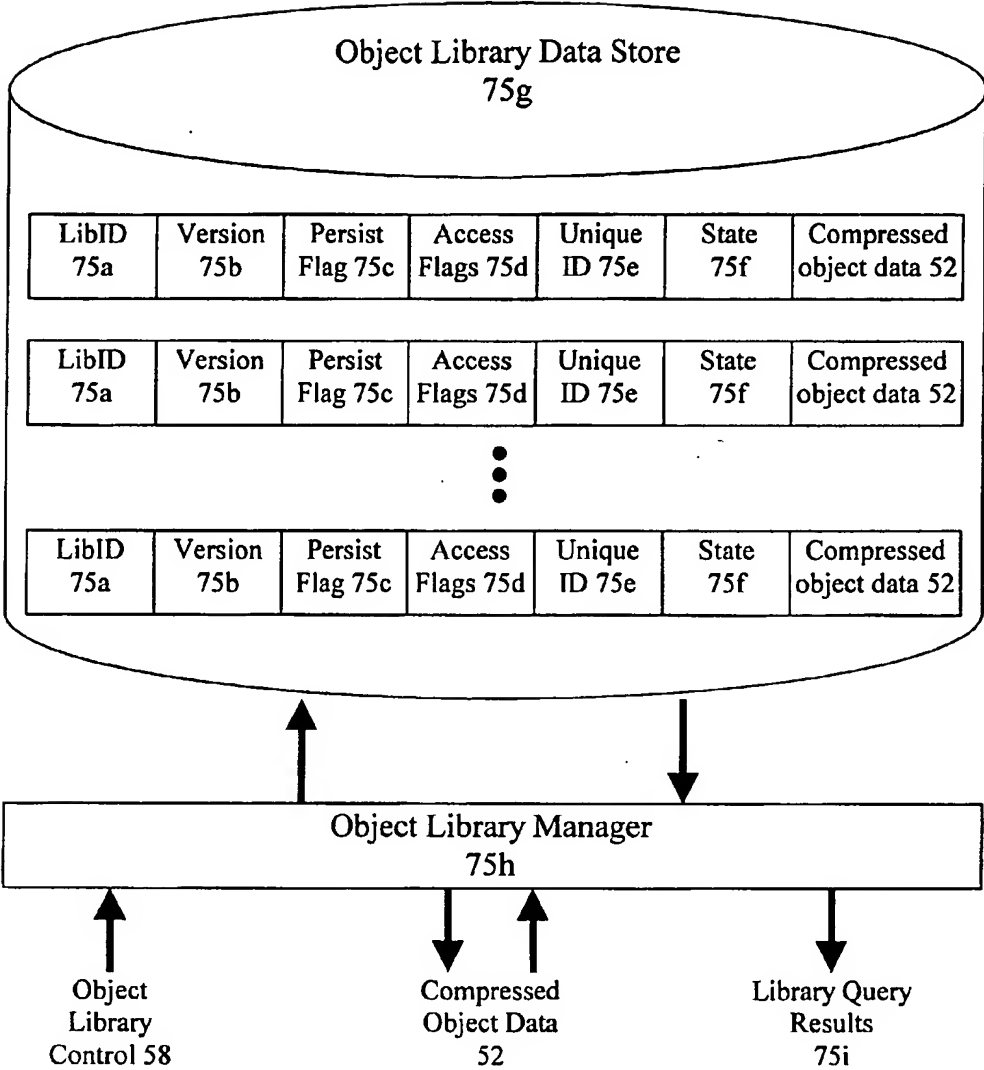 Object Library Data Store
75g
LibID Version Persist Access Unique State Compressed
75a 75b Flag 75c Flags 75d ID 75e 75f object data 52
LibID Version Persist Access Unique State Compressed
75a 75b Flag 75c Flags 75d ID 75e 75f object data 52
LibID Version Persist Access Unique State Compressed
75a 75b Flag 75c Flags 75d ID 75e 75f object data 52
Object Library Manager
75h
Object Compressed Library Query
Library Object Data Results
Control 58 52 75i